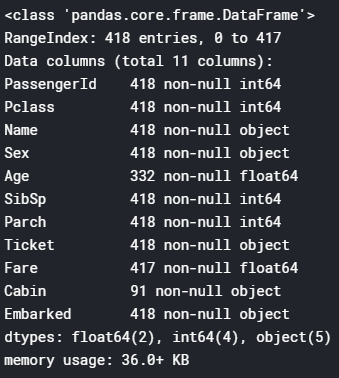 <class 'pandas.core.frame.DataFrame'>
RangeIndex: 418 entries, 0 to 417
Data columns (total 11 columns):
PassengerId    418 non-null int64
Pclass         418 non-null int64
Name           418 non-null object
Sex            418 non-null object
Age            332 non-null float64
SibSp          418 non-null int64
Parch          418 non-null int64
Ticket         418 non-null object
Fare           417 non-null float64
Cabin          91 non-null object
Embarked       418 non-null object
dtypes: float64(2), int64(4), object(5)
memory usage: 36.0+ KB